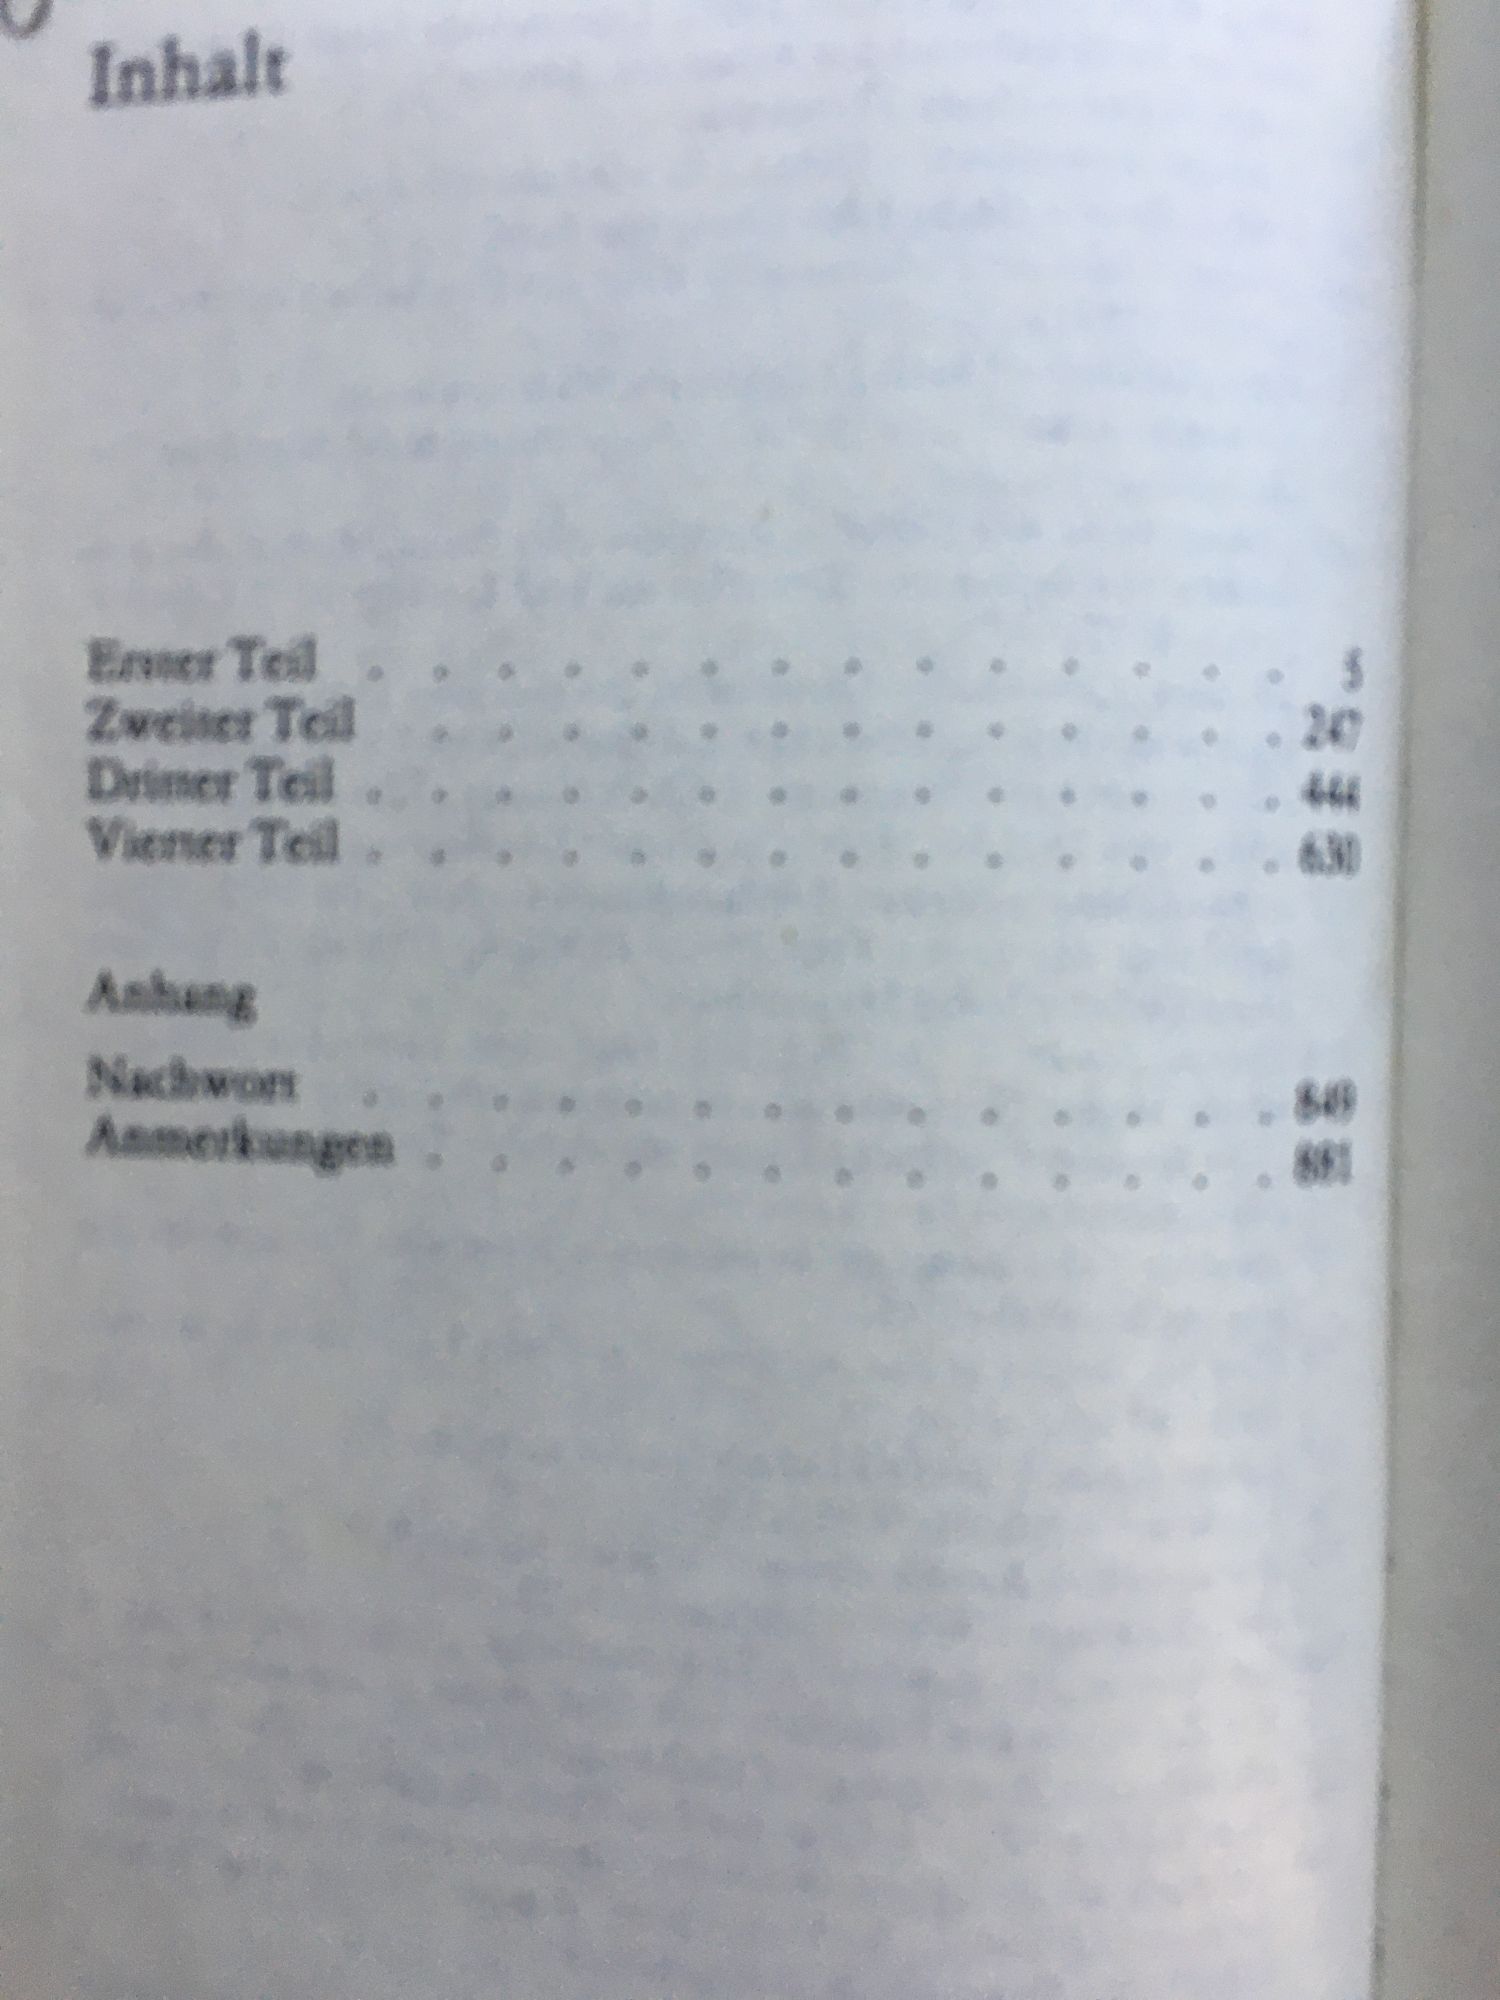 Inhalt
Erster Teil . . . . . . . . . . . . . . 5
Zweiter Teil . . . . . . . . . . . . . 247
Dritter Teil . . . . . . . . . . . . . . 444
Vierter Teil . . . . . . . . . . . . . . 630
Anhang
Nachwort . . . . . . . . . . . . . . 849
Anmerkungen . . . . . . . . . . . . . 881